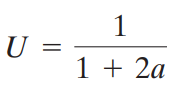 U = 1 / (1 + 2a)